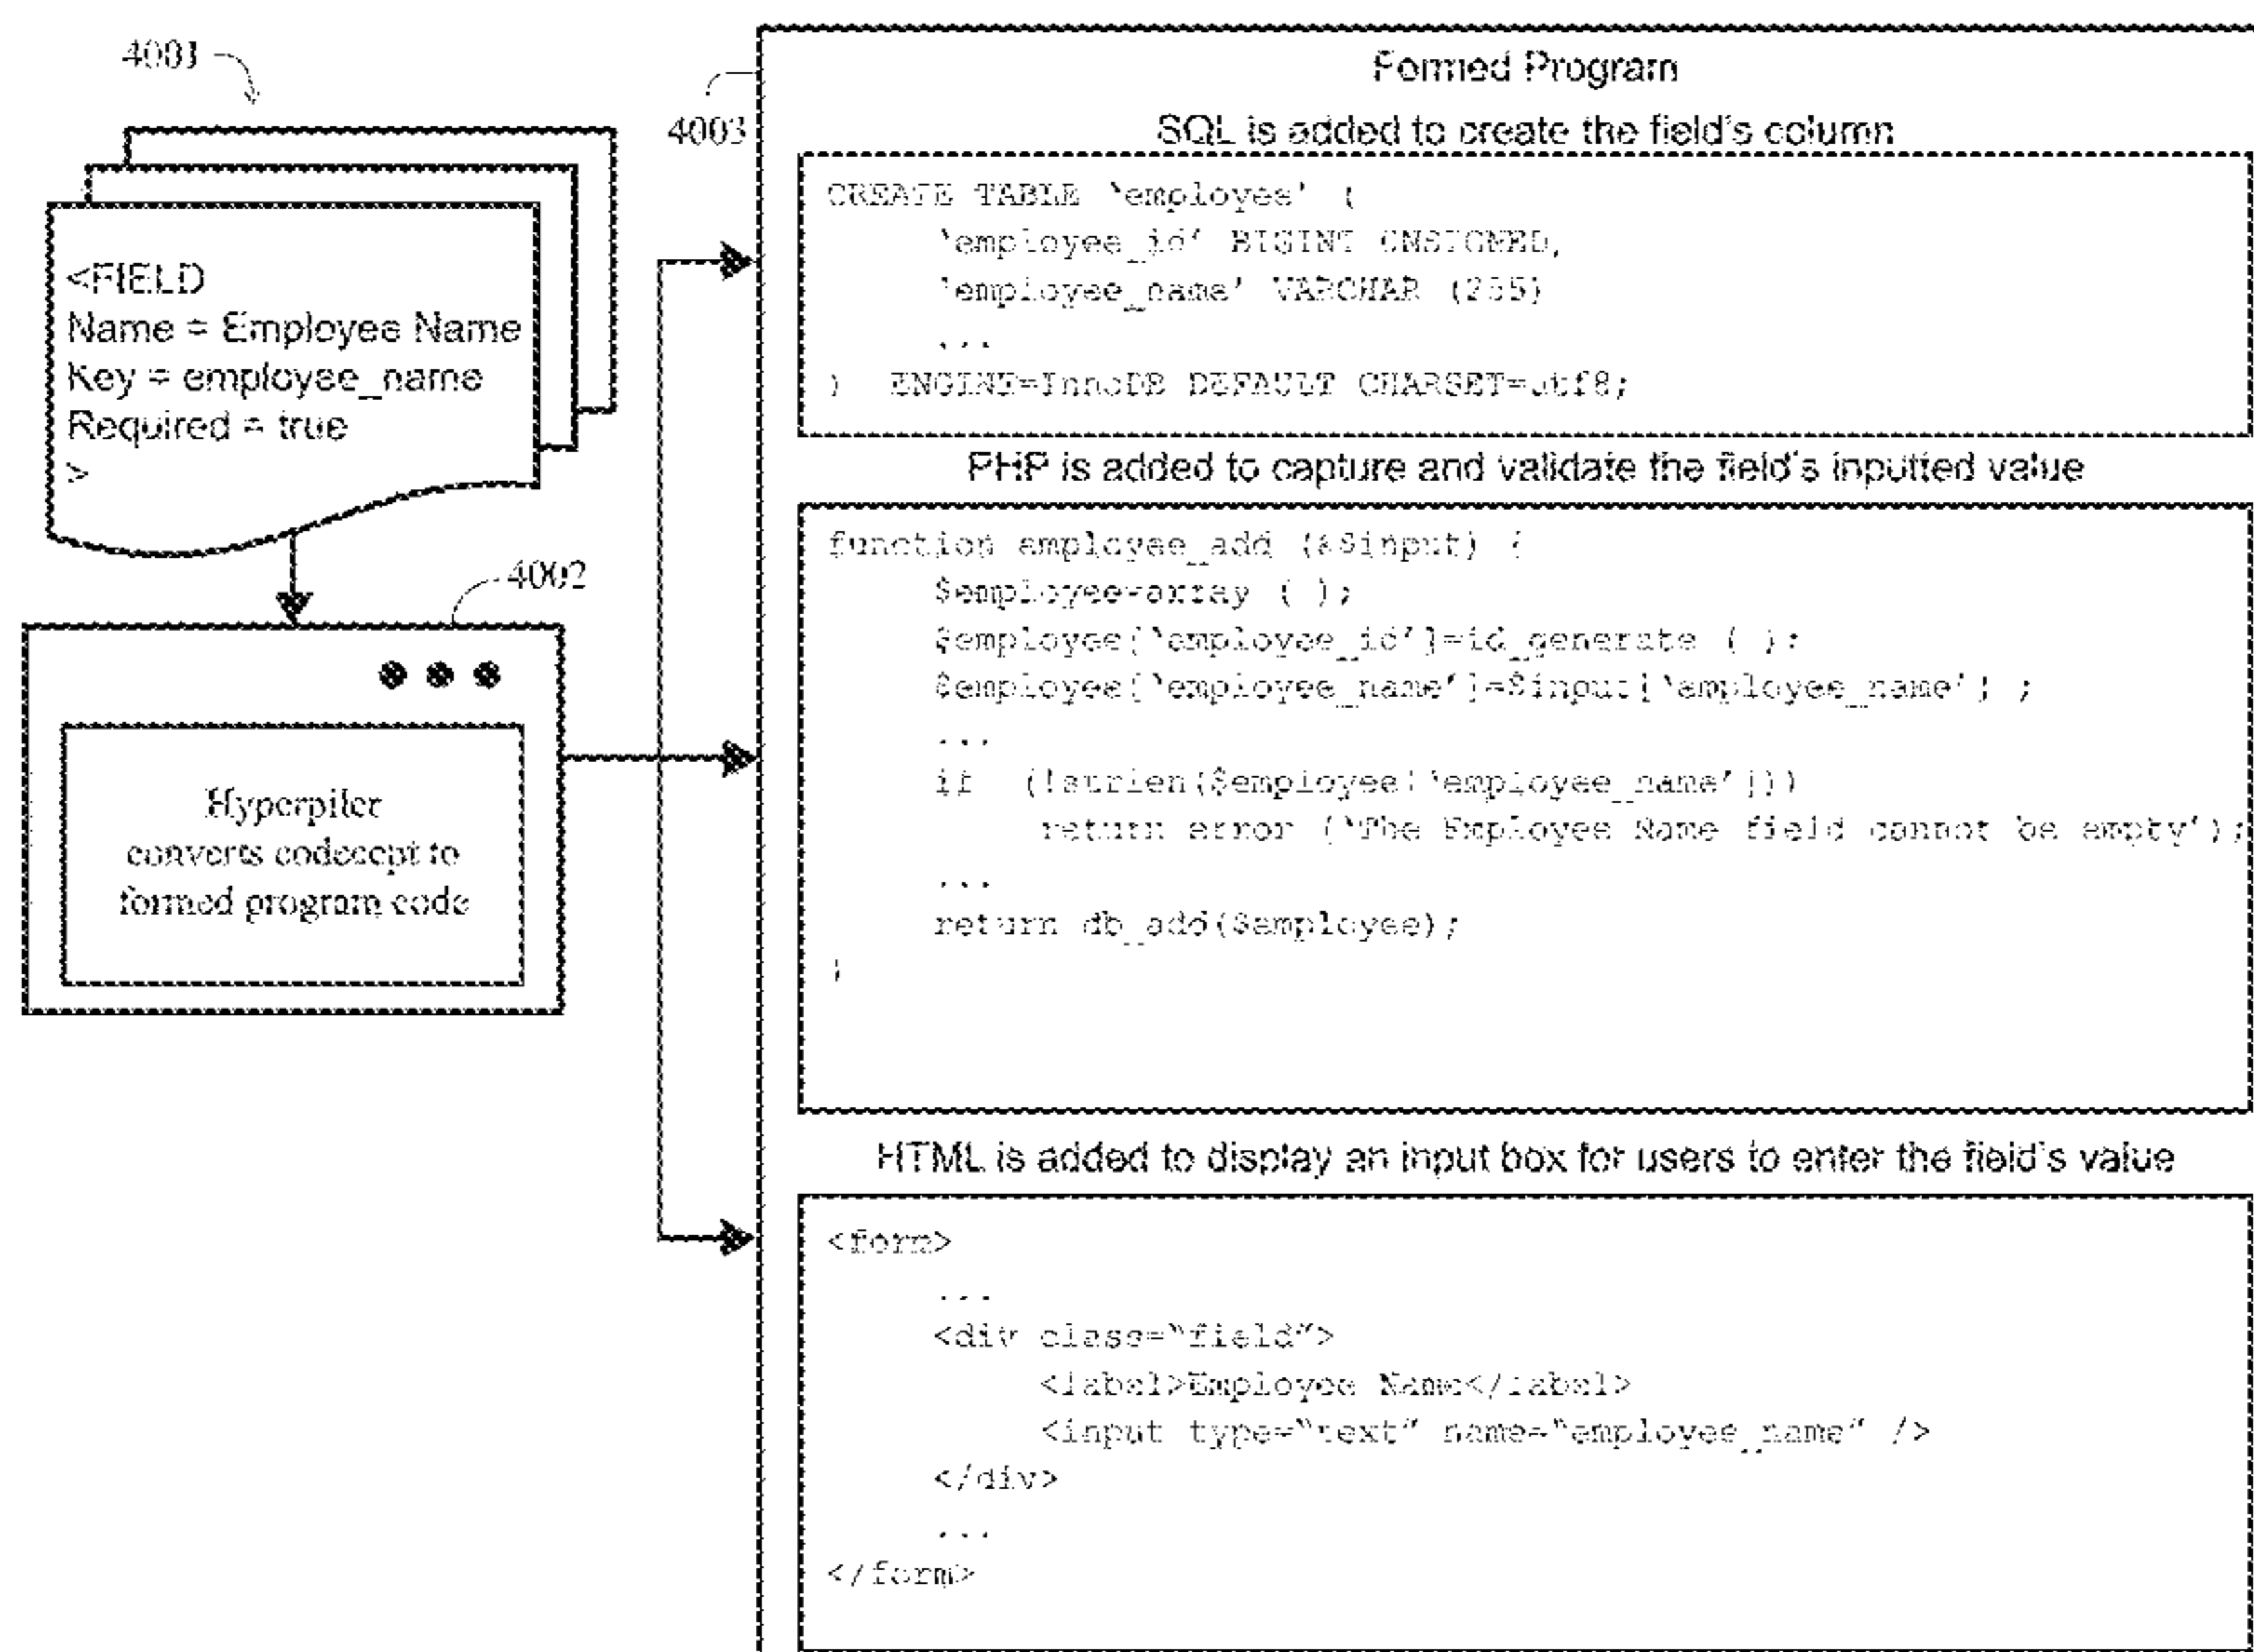 4001
<FIELD
Name = Employee Name
Key = employee_name
Required = true
>
4002
Hyperpiler
converts codecept to
formed program code
4003
Formed Program
SQL is added to create the field's column
CREATE TABLE 'employee' (
'employee_id' BIGINT UNSIGNED,
'employee_name' VARCHAR (255)
...
) ENGINE=InnoDB DEFAULT CHARSET=utf8;
PHP is added to capture and validate the field's inputted value
function employee_add (&$input) {
$employee=array ( );
$employee['employee_id']=id_generate ( );
$employee['employee_name']=$input['employee_name'] ;
...
if (!strlen($employee['employee_name']))
return error ('The Employee Name field cannot be empty');
...
return db_add($employee);
}
HTML is added to display an input box for users to enter the field's value
<form>
...
<div class="field">
<label>Employee Name</label>
<input type="text" name="employee_name" />
</div>
...
</form>